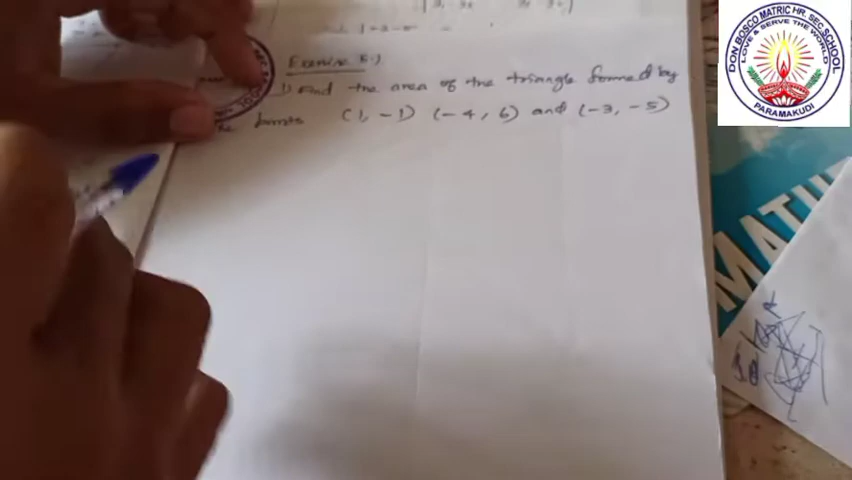 Exercise 5.1
1) Find the area of the triangle formed by
the points (1, -1) (-4, 6) and (-3, -5)
DON BOSCO MATRIC HR. SEC. SCHOOL
LOVE & SERVE THE WORLD
PARAMAKUDI